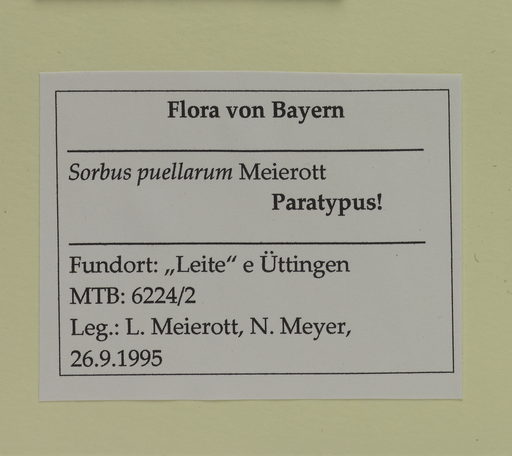 Flora von Bayern
Sorbus puellarum Meierott
Paratypus!
Fundort: „Leite“ e Üttingen
MTB: 6224/2
Leg.: L. Meierott, N. Meyer,
26.9.1995